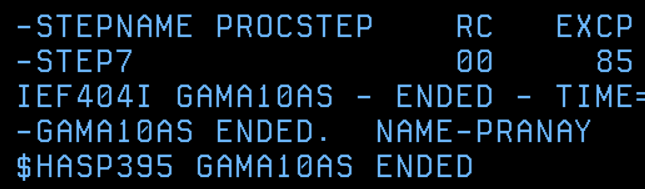 -STEPNAME PROCSTEP    RC   EXCP
-STEP7                00     85
IEF404I GAMA10AS - ENDED - TIME=
-GAMA10AS ENDED.  NAME-PRANAY
$HASP395 GAMA10AS ENDED